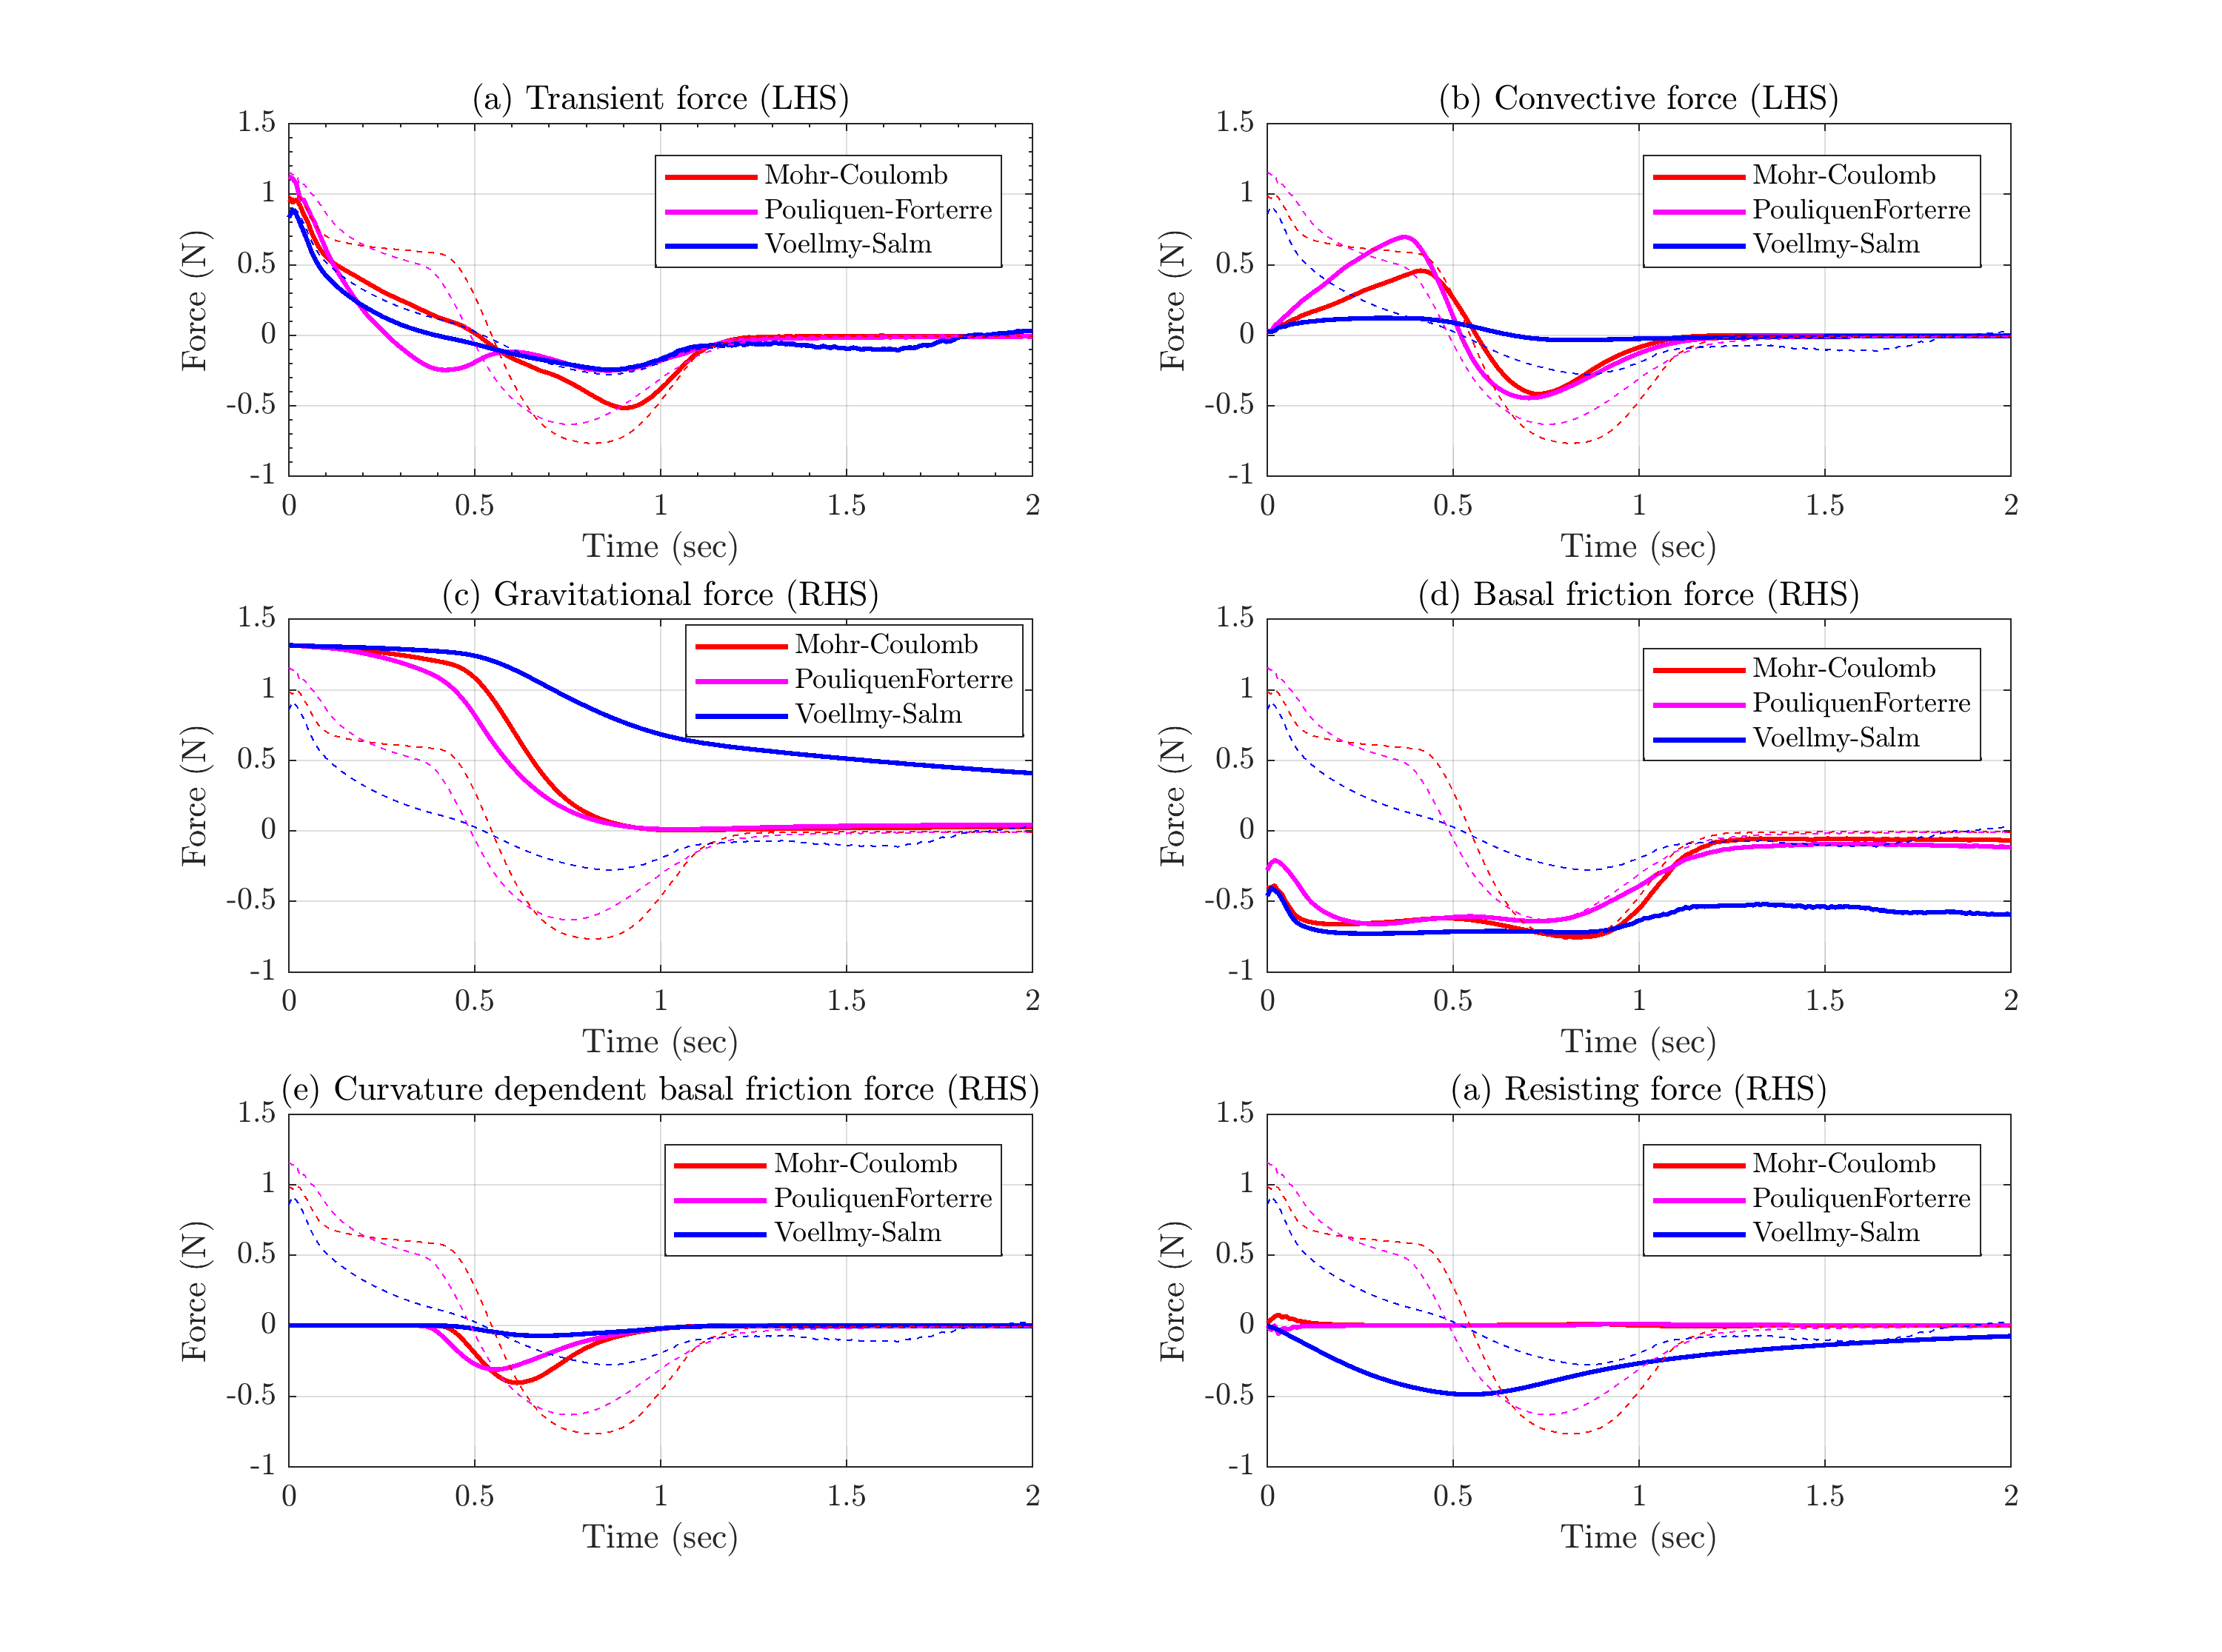 (a) Transient force (LHS)
1.5
1
0.5
0
-0.5
-1
Force (N)
Mohr-Coulomb
Pouliquen-Forterre
Voellmy-Salm
0 0.5 1 1.5 2
Time (sec)
(b) Convective force (LHS)
1.5
1
0.5
0
-0.5
-1
Force (N)
Mohr-Coulomb
PouliquenForterre
Voellmy-Salm
0 0.5 1 1.5 2
Time (sec)
(c) Gravitational force (RHS)
1.5
1
0.5
0
-0.5
-1
Force (N)
Mohr-Coulomb
PouliquenForterre
Voellmy-Salm
0 0.5 1 1.5 2
Time (sec)
(d) Basal friction force (RHS)
1.5
1
0.5
0
-0.5
-1
Force (N)
Mohr-Coulomb
PouliquenForterre
Voellmy-Salm
0 0.5 1 1.5 2
Time (sec)
(e) Curvature dependent basal friction force (RHS)
1.5
1
0.5
0
-0.5
-1
Force (N)
Mohr-Coulomb
PouliquenForterre
Voellmy-Salm
0 0.5 1 1.5 2
Time (sec)
(a) Resisting force (RHS)
1.5
1
0.5
0
-0.5
-1
Force (N)
Mohr-Coulomb
PouliquenForterre
Voellmy-Salm
0 0.5 1 1.5 2
Time (sec)